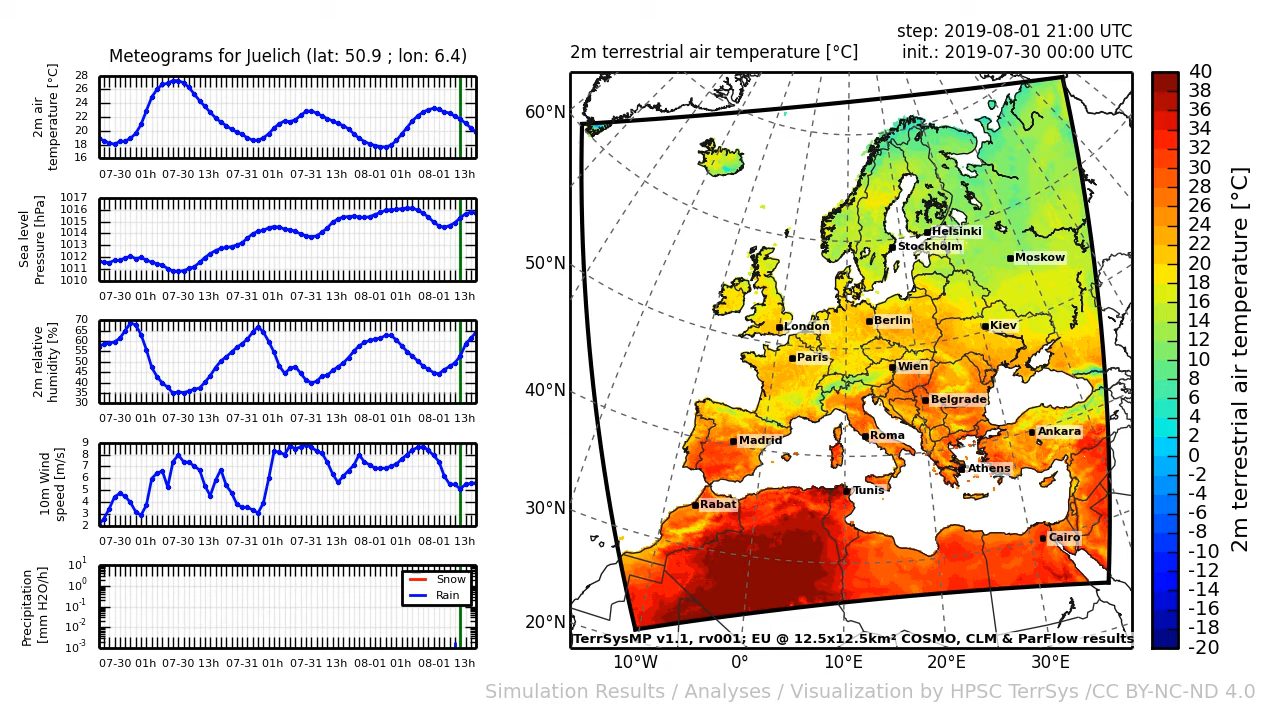 Meteograms for Juelich (lat: 50.9 ; lon: 6.4)
2m air
temperature [°C]
28
26
24
22
20
18
16
07-30 01h 07-30 13h 07-31 01h 07-31 13h 08-01 01h 08-01 13h
Sea level
Pressure [hPa]
1017
1016
1015
1014
1013
1012
1011
1010
07-30 01h 07-30 13h 07-31 01h 07-31 13h 08-01 01h 08-01 13h
2m relative
humidity [%]
70
65
60
55
50
45
40
35
30
07-30 01h 07-30 13h 07-31 01h 07-31 13h 08-01 01h 08-01 13h
10m Wind
speed [m/s]
9
8
7
6
5
4
3
2
07-30 01h 07-30 13h 07-31 01h 07-31 13h 08-01 01h 08-01 13h
Precipitation
[mm H2O/h]
10¹
10⁰
10⁻¹
10⁻²
10⁻³
Snow
Rain
07-30 01h 07-30 13h 07-31 01h 07-31 13h 08-01 01h 08-01 13h
step: 2019-08-01 21:00 UTC
2m terrestrial air temperature [°C] init.: 2019-07-30 00:00 UTC
60°N
50°N
40°N
30°N
20°N
Helsinki
Stockholm
Moskow
London
Berlin
Kiev
Paris
Wien
Belgrade
Madrid
Roma
Ankara
Athens
Tunis
Rabat
Cairo
TerrSysMP v1.1, rv001; EU @ 12.5x12.5km² COSMO, CLM & ParFlow results
10°W 0° 10°E 20°E 30°E
40
38
36
34
32
30
28
26
24
22
20
18
16
14
12
10
8
6
4
2
0
-2
-4
-6
-8
-10
-12
-14
-16
-18
-20
2m terrestrial air temperature [°C]
Simulation Results / Analyses / Visualization by HPSC TerrSys /CC BY-NC-ND 4.0